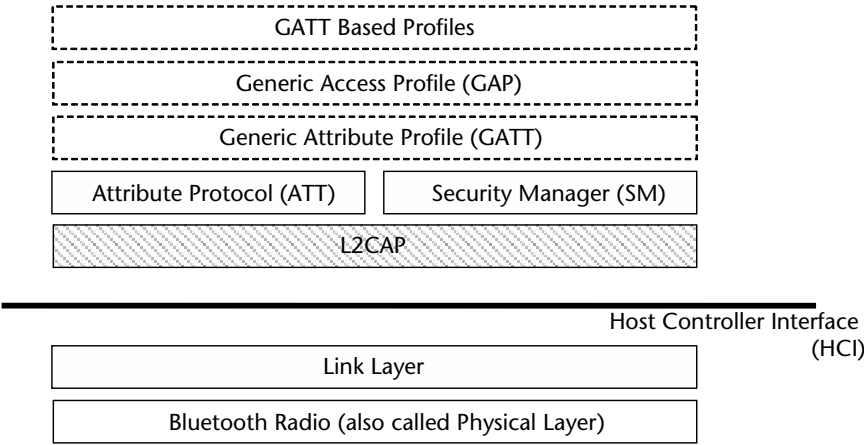 GATT Based Profiles
Generic Access Profile (GAP)
Generic Attribute Profile (GATT)
Attribute Protocol (ATT)
Security Manager (SM)
L2CAP
Host Controller Interface
(HCI)
Link Layer
Bluetooth Radio (also called Physical Layer)